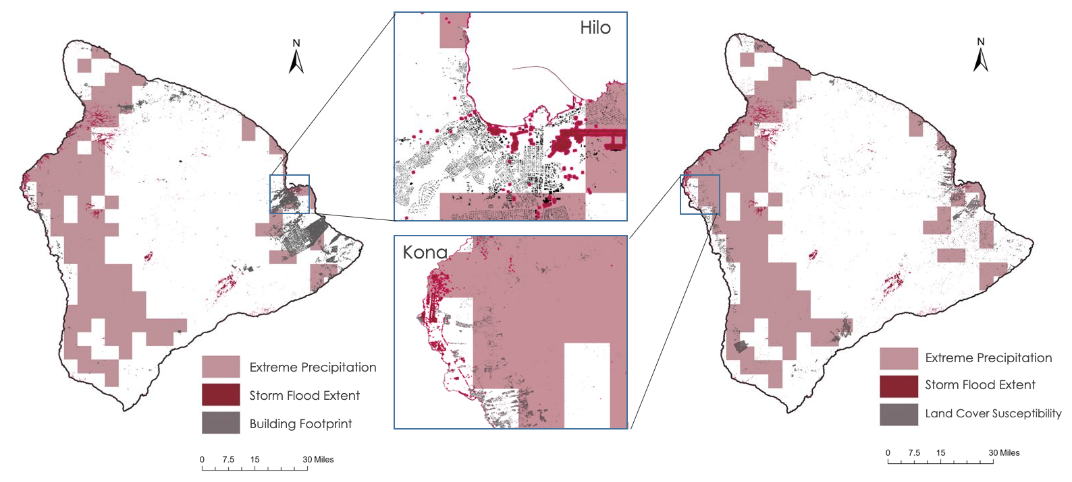 N
Hilo
N
Kona
Extreme Precipitation
Storm Flood Extent
Building Footprint
0 7.5 15 30 Miles
Extreme Precipitation
Storm Flood Extent
Land Cover Susceptibility
0 7.5 15 30 Miles